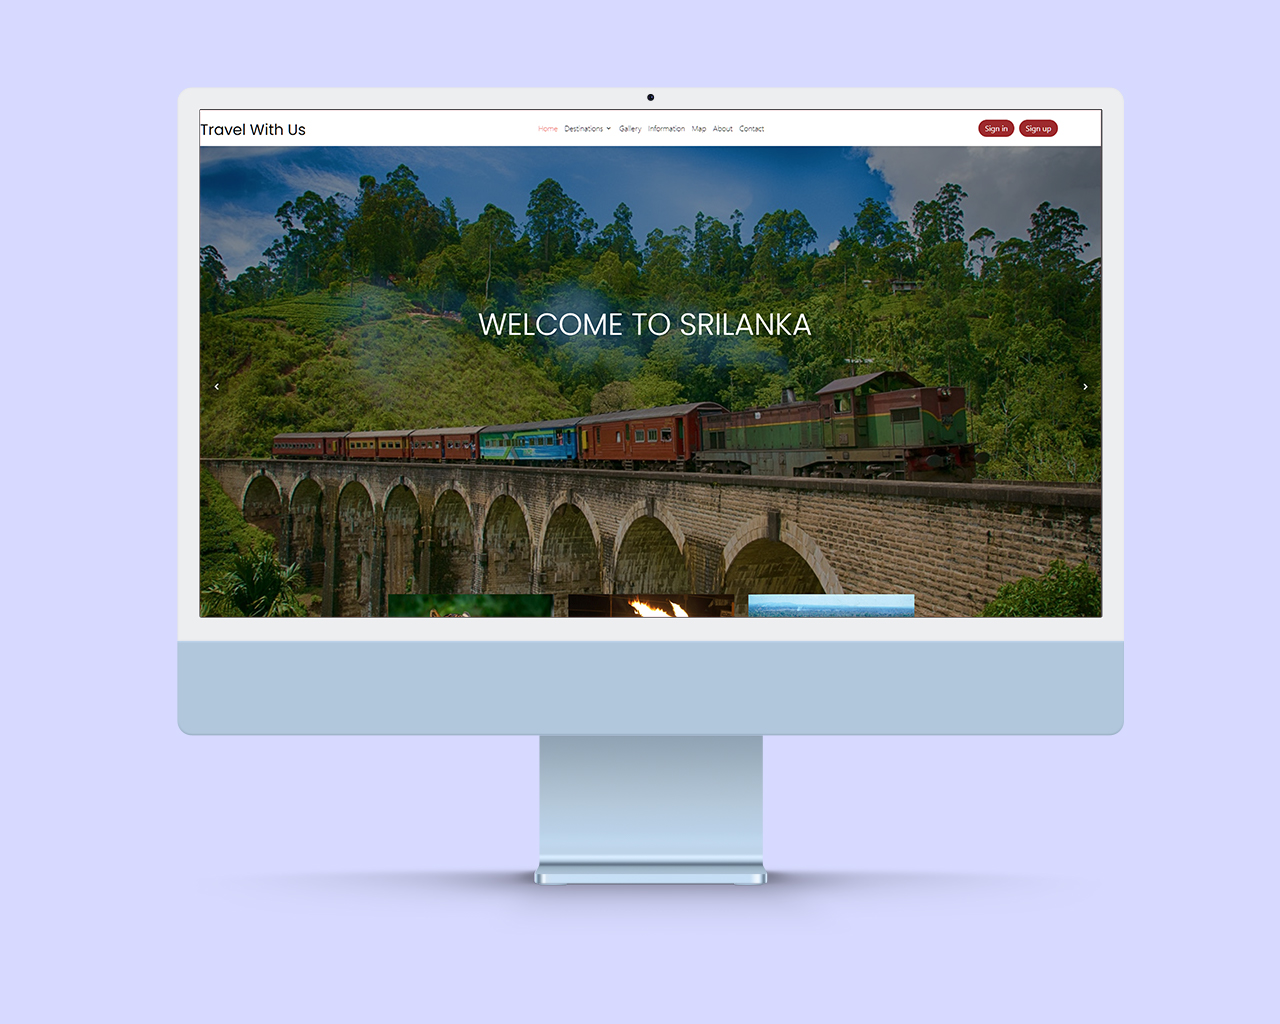 Travel With Us
Home Destinations Gallery Information Map About Contact
Sign in Sign up
WELCOME TO SRILANKA